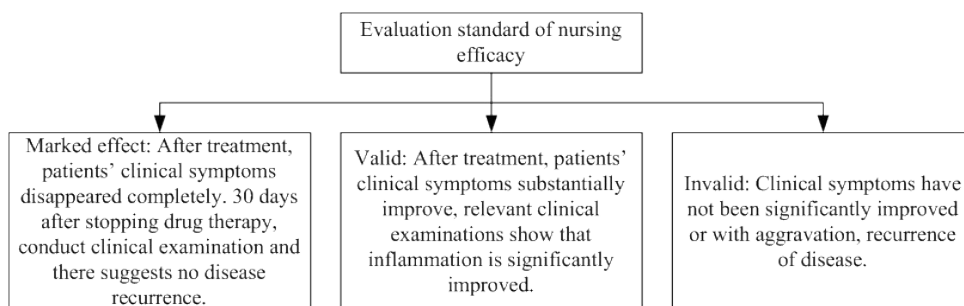 Evaluation standard of nursing
efficacy
Marked effect: After treatment,
patients’ clinical symptoms
disappeared completely. 30 days
after stopping drug therapy,
conduct clinical examination and
there suggests no disease
recurrence.
Valid: After treatment, patients’
clinical symptoms substantially
improve, relevant clinical
examinations show that
inflammation is significantly
improved.
Invalid: Clinical symptoms have
not been significantly improved
or with aggravation, recurrence
of disease.